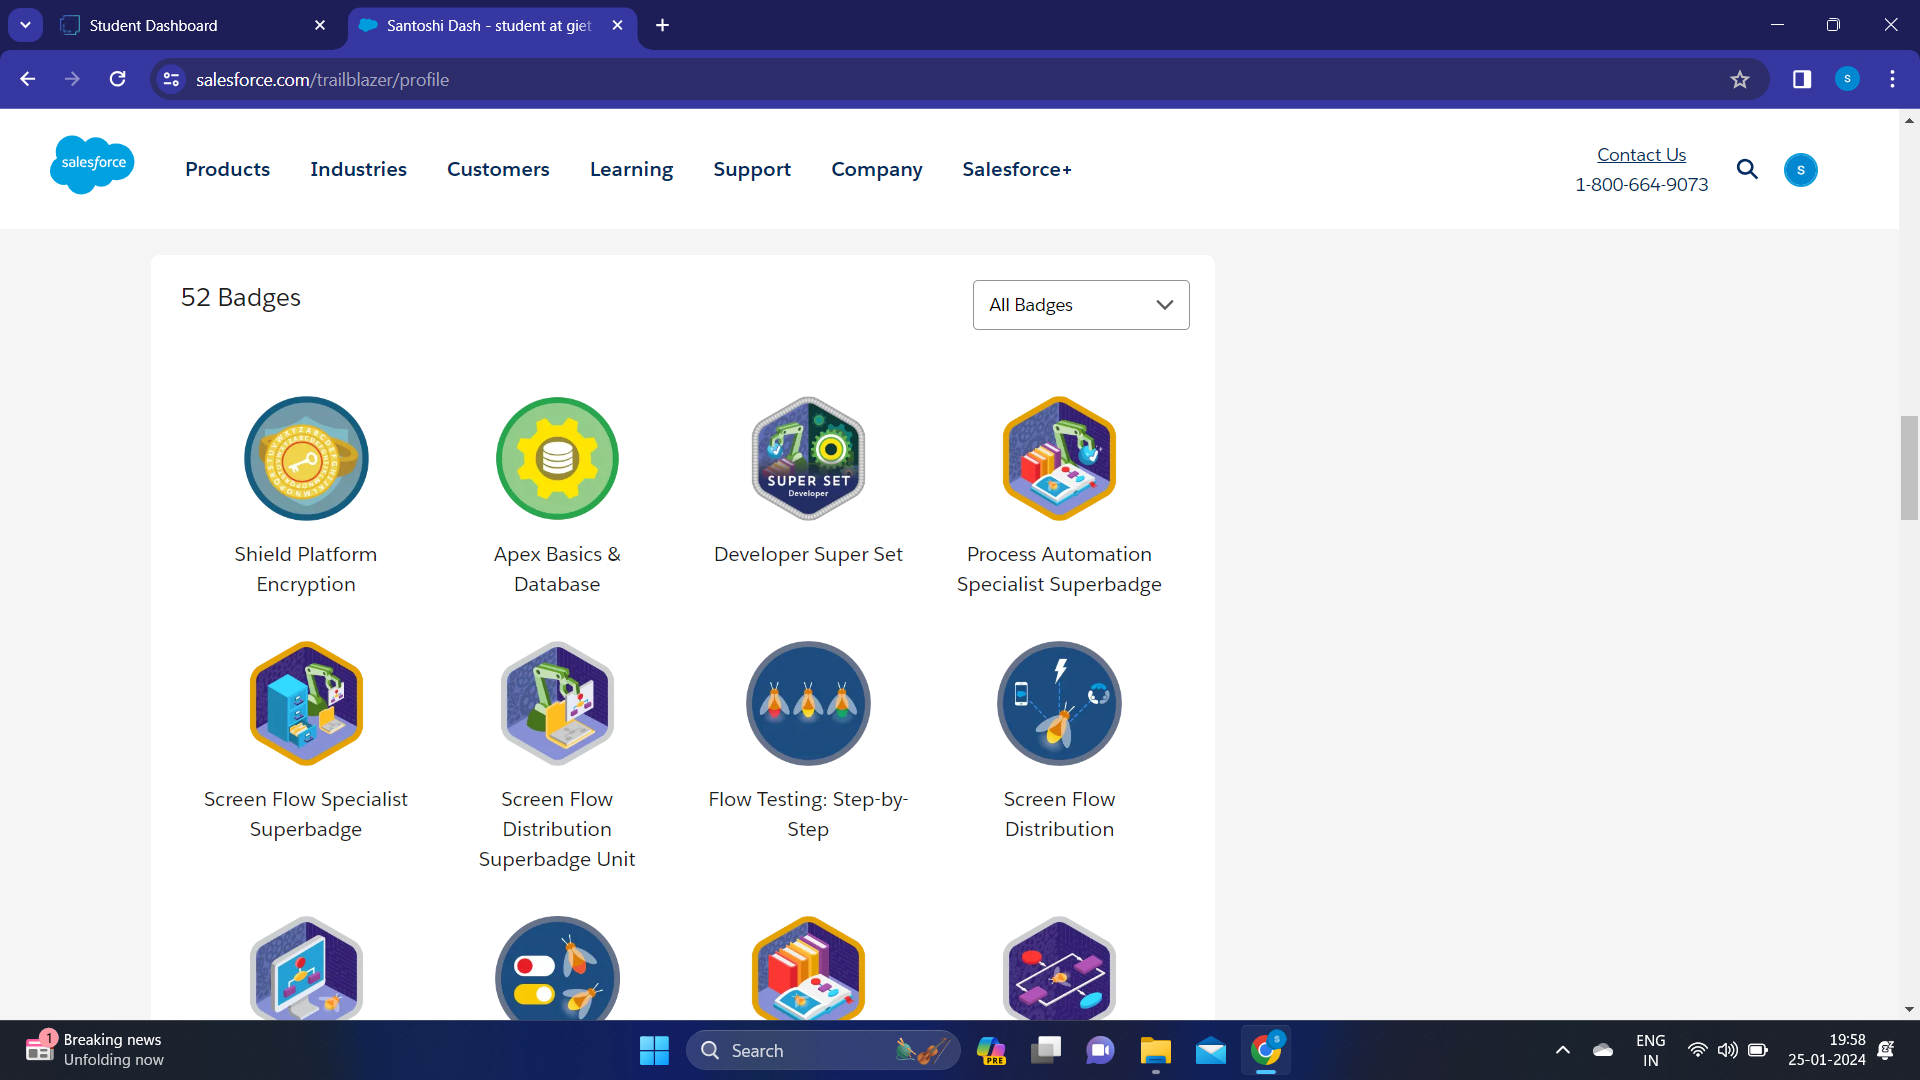 Student Dashboard
Santoshi Dash - student at giet
salesforce.com/trailblazer/profile
S
salesforce
Products
Industries
Customers
Learning
Support
Company
Salesforce+
Contact Us
1-800-664-9073
S
52 Badges
All Badges
SUPER SET
Developer
Shield Platform
Encryption
Apex Basics &
Database
Developer Super Set
Process Automation
Specialist Superbadge
Screen Flow Specialist
Superbadge
Screen Flow
Distribution
Superbadge Unit
Flow Testing: Step-by-
Step
Screen Flow
Distribution
1
Breaking news
Unfolding now
Search
PRE
S
ENG
IN
19:58
25-01-2024